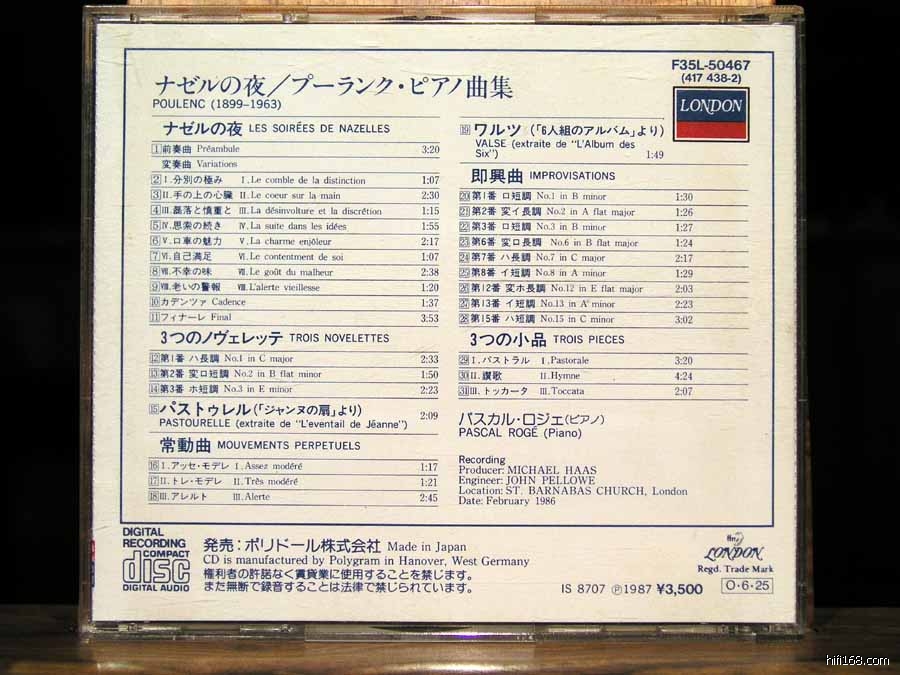 ナゼルの夜／プーランク・ピアノ曲集
POULENC (1899–1963)
F35L-50467
(417 438-2)
LONDON
ナゼルの夜 LES SOIRÉES DE NAZELLES
1 前奏曲 Préambule 3:20
変奏曲 Variations
2 I. 分別の極み I. Le comble de la distinction 1:07
3 II. 手の上の心臓 II. Le coeur sur la main 2:30
4 III. 磊落と慎重と III. La désinvolture et la discrétion 1:15
5 IV. 思索の続き IV. La suite dans les idées 1:55
6 V. 口車の魅力 V. La charme enjôleur 2:17
7 VI. 自己満足 VI. Le contentment de soi 1:07
8 VII. 不幸の味 VII. Le goût du malheur 2:38
9 VIII. 老いの警報 VIII. L'alerte vieillesse 1:20
10 カデンツァ Cadence 1:37
11 フィナーレ Final 3:53
3つのノヴェレッテ TROIS NOVELETTES
12 第1番 ハ長調 No.1 in C major 2:33
13 第2番 変ロ短調 No.2 in B flat minor 1:50
14 第3番 ホ短調 No.3 in E minor 2:23
15 パストゥレル(「ジャンヌの扇」より) 2:09
PASTOURELLE (extraite de "L'eventail de Jéanne")
常動曲 MOUVEMENTS PERPETUELS
16 I. アッセ・モデレ I. Assez modéré 1:17
17 II. トレ・モデレ II. Très modéré 1:21
18 III. アレルト III. Alerte 2:45
19 ワルツ (「6人組のアルバム」より)
VALSE (extraite de "L'Album des
Six") 1:49
即興曲 IMPROVISATIONS
20 第1番 ロ短調 No.1 in B minor 1:30
21 第2番 変イ長調 No.2 in A flat major 1:26
22 第3番 ロ短調 No.3 in B minor 1:27
23 第6番 変ロ長調 No.6 in B flat major 1:24
24 第7番 ハ長調 No.7 in C major 2:17
25 第8番 イ短調 No.8 in A minor 1:29
26 第12番 変ホ長調 No.12 in E flat major 2:03
27 第13番 イ短調 No.13 in A minor 2:23
28 第15番 ハ短調 No.15 in C minor 3:02
3つの小品 TROIS PIECES
29 I. パストラル I. Pastorale 3:20
30 II. 讃歌 II. Hymne 4:24
31 III. トッカータ III. Toccata 2:07
パスカル・ロジェ(ピアノ)
PASCAL ROGÉ (Piano)
Recording
Producer: MICHAEL HAAS
Engineer: JOHN PELLOWE
Location: ST. BARNABAS CHURCH, London
Date: February 1986
DIGITAL
RECORDING
COMPACT
disc
DIGITAL AUDIO
発売：ポリドール株式会社 Made in Japan
CD is manufactured by Polygram in Hanover, West Germany
権利者の許諾なく賃貸業に使用することを禁じます。
また無断で録音することは法律で禁じられています。
IS 8707 Ⓟ1987 ¥3,500
LONDON
Regd. Trade Mark
O・6・25
hifi168.com